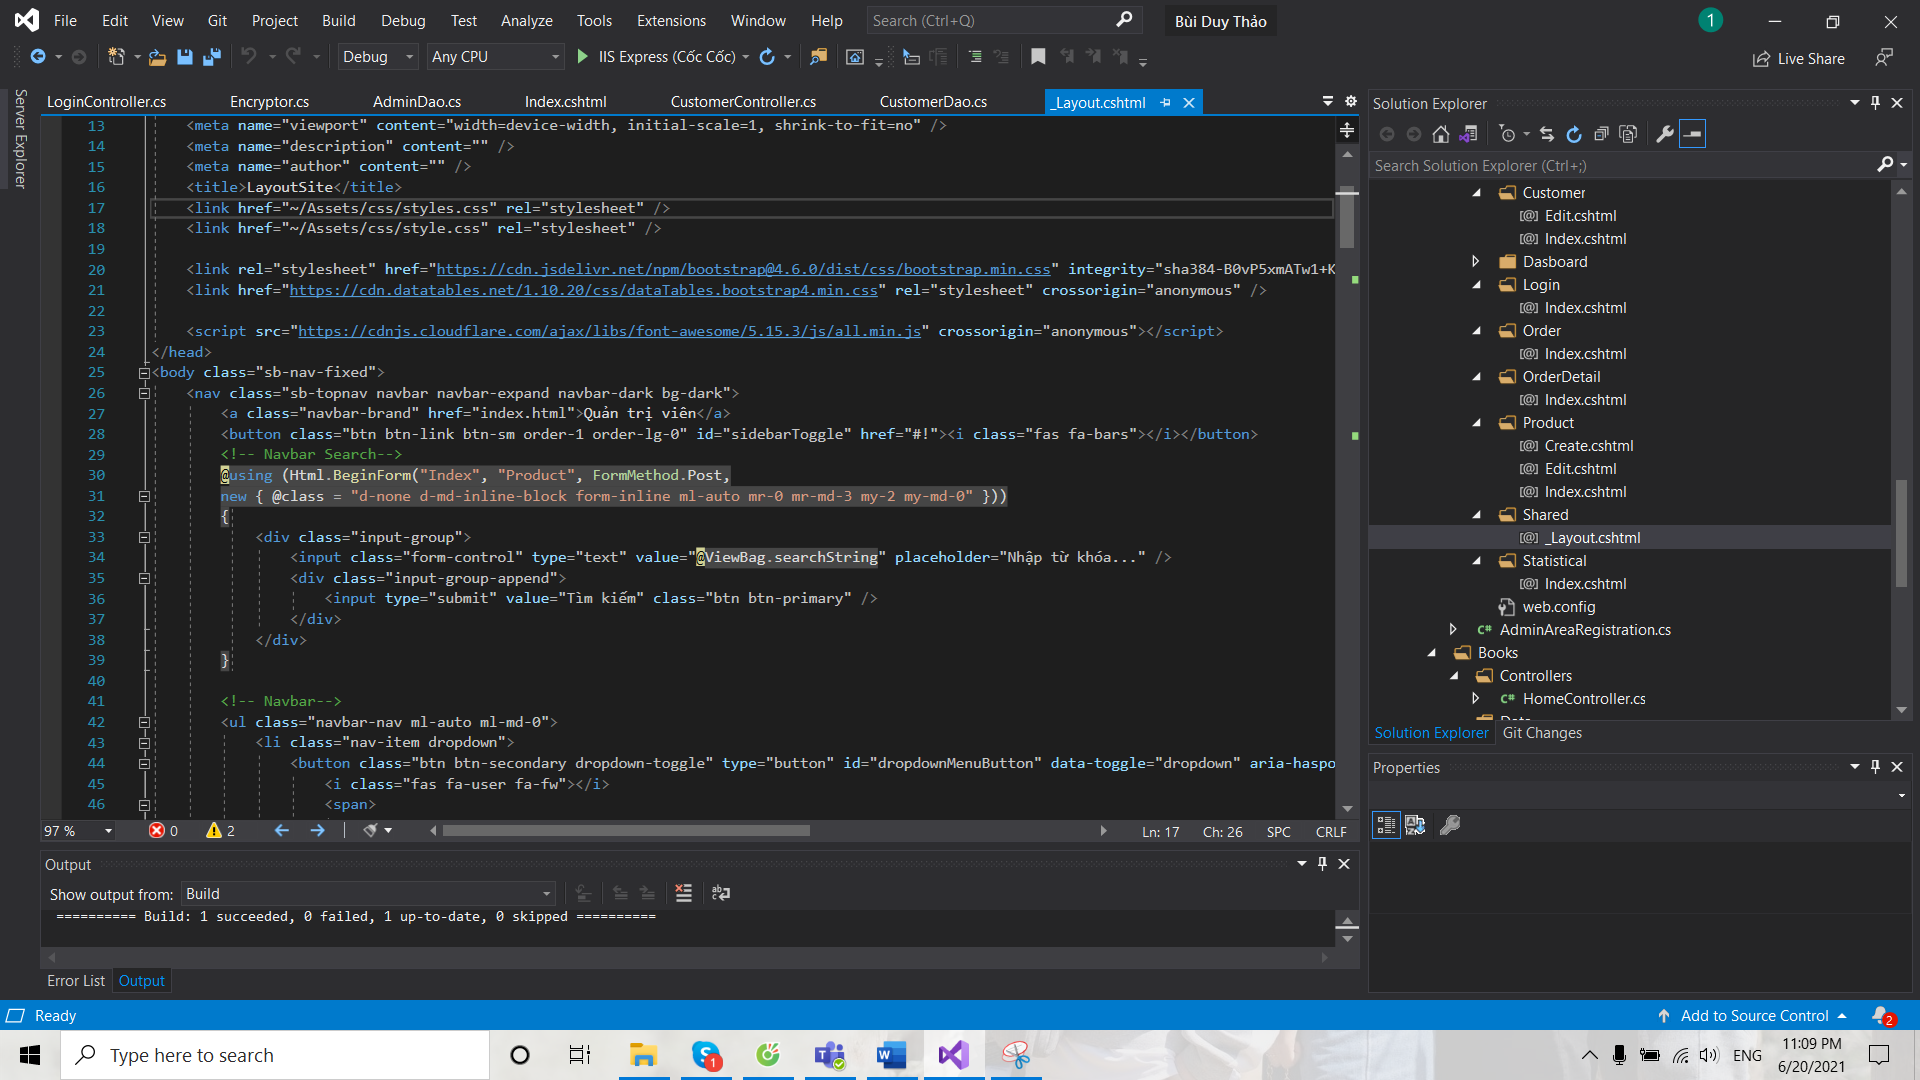 File Edit View Git Project Build Debug Test Analyze Tools Extensions Window Help Search (Ctrl+Q) Bùi Duy Thảo 1
Debug Any CPU IIS Express (Cốc Cốc) Live Share
Server Explorer
LoginController.cs Encryptor.cs AdminDao.cs Index.cshtml CustomerController.cs CustomerDao.cs _Layout.cshtml
13 <meta name="viewport" content="width=device-width, initial-scale=1, shrink-to-fit=no" />
14 <meta name="description" content="" />
15 <meta name="author" content="" />
16 <title>LayoutSite</title>
17 <link href="~/Assets/css/styles.css" rel="stylesheet" />
18 <link href="~/Assets/css/style.css" rel="stylesheet" />
19
20 <link rel="stylesheet" href="https://cdn.jsdelivr.net/npm/bootstrap@4.6.0/dist/css/bootstrap.min.css" integrity="sha384-B0vP5xmATw1+K
21 <link href="https://cdn.datatables.net/1.10.20/css/dataTables.bootstrap4.min.css" rel="stylesheet" crossorigin="anonymous" />
22
23 <script src="https://cdnjs.cloudflare.com/ajax/libs/font-awesome/5.15.3/js/all.min.js" crossorigin="anonymous"></script>
24 </head>
25 <body class="sb-nav-fixed">
26 <nav class="sb-topnav navbar navbar-expand navbar-dark bg-dark">
27 <a class="navbar-brand" href="index.html">Quản trị viên</a>
28 <button class="btn btn-link btn-sm order-1 order-lg-0" id="sidebarToggle" href="#!"><i class="fas fa-bars"></i></button>
29 <!-- Navbar Search-->
30 @using (Html.BeginForm("Index", "Product", FormMethod.Post,
31 new { @class = "d-none d-md-inline-block form-inline ml-auto mr-0 mr-md-3 my-2 my-md-0" }))
32 {
33 <div class="input-group">
34 <input class="form-control" type="text" value="@ViewBag.searchString" placeholder="Nhập từ khóa..." />
35 <div class="input-group-append">
36 <input type="submit" value="Tìm kiếm" class="btn btn-primary" />
37 </div>
38 </div>
39 }
40
41 <!-- Navbar-->
42 <ul class="navbar-nav ml-auto ml-md-0">
43 <li class="nav-item dropdown">
44 <button class="btn btn-secondary dropdown-toggle" type="button" id="dropdownMenuButton" data-toggle="dropdown" aria-haspo
45 <i class="fas fa-user fa-fw"></i>
46 <span>
97 % 0 2 Ln: 17 Ch: 26 SPC CRLF
Output
Show output from: Build
========== Build: 1 succeeded, 0 failed, 1 up-to-date, 0 skipped ==========
Error List Output
Solution Explorer
Search Solution Explorer (Ctrl+;)
Customer
Edit.cshtml
Index.cshtml
Dasboard
Login
Index.cshtml
Order
Index.cshtml
OrderDetail
Index.cshtml
Product
Create.cshtml
Edit.cshtml
Index.cshtml
Shared
_Layout.cshtml
Statistical
Index.cshtml
web.config
AdminAreaRegistration.cs
Books
Controllers
HomeController.cs
Solution Explorer Git Changes
Properties
Ready Add to Source Control 2
Type here to search 1 ENG 11:09 PM
6/20/2021